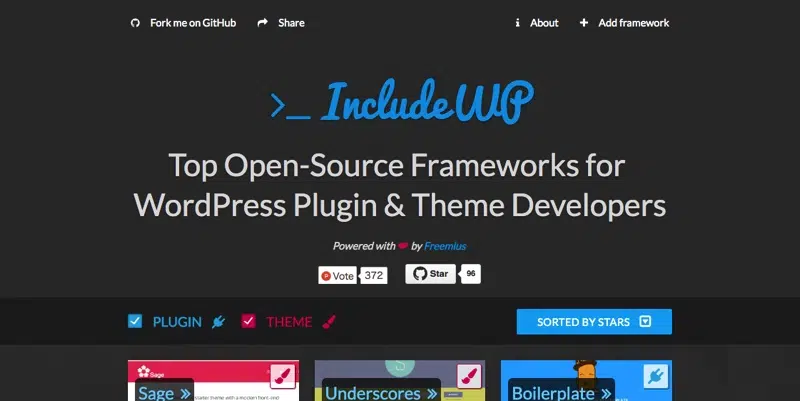 Fork me on GitHub Share About Add framework
>_ IncludeWP
Top Open-Source Frameworks for
WordPress Plugin & Theme Developers
Powered with by Freemius
Vote 372 Star 96
PLUGIN THEME SORTED BY STARS
Sage
Sage » Underscores » Boilerplate »